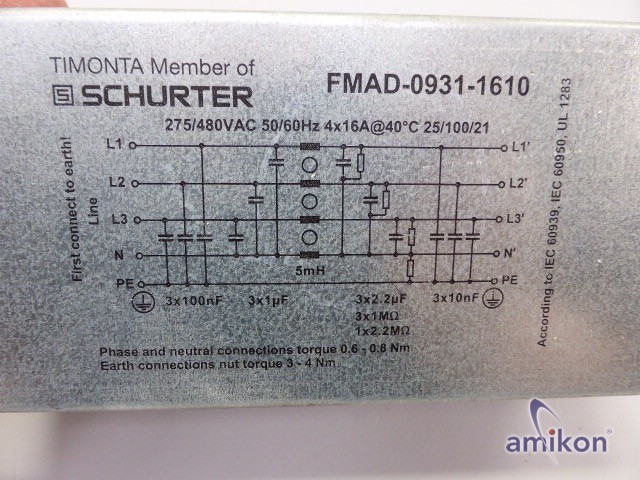 TIMONTA Member of
SCHURTER
FMAD-0931-1610
275/480VAC 50/60Hz 4x16A@40°C 25/100/21
First connect to earth!
Line
L1 L1'
L2 L2'
L3 L3'
N N'
5mH
PE PE
3x100nF 3x1µF 3x2.2µF 3x10nF
3x1MΩ
1x2.2MΩ
Phase and neutral connections torque 0.6 - 0.8 Nm
Earth connections nut torque 3 - 4 Nm
According to IEC 60939, IEC 60950, UL 1283
amikon